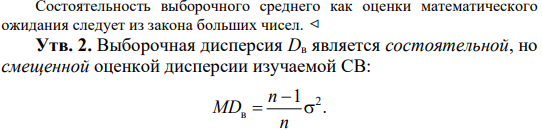 Состоятельность выборочного среднего как оценки математического
ожидания следует из закона больших чисел. ◁
Утв. 2. Выборочная дисперсия Dв является состоятельной, но
смещенной оценкой дисперсии изучаемой СВ:
MDв = \frac{n−1}{n} σ².